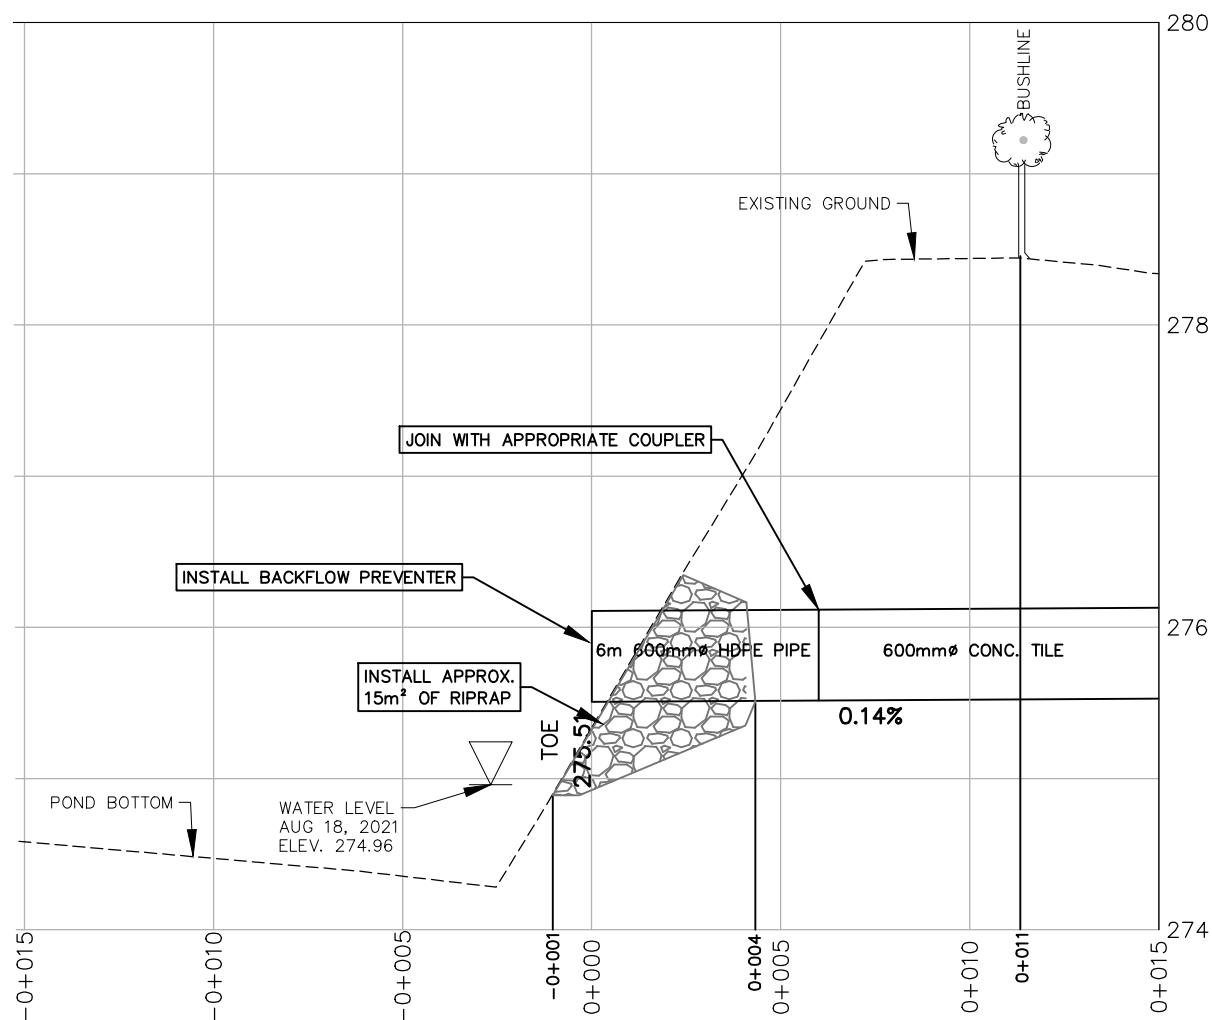 280
BUSHLINE
EXISTING GROUND
278
JOIN WITH APPROPRIATE COUPLER
INSTALL BACKFLOW PREVENTER
276
6m 600mmø HDPE PIPE
600mmø CONC. TILE
INSTALL APPROX.
15m² OF RIPRAP
0.14%
TOE
275.51
POND BOTTOM
WATER LEVEL
AUG 18, 2021
ELEV. 274.96
274
-0+015
-0+010
-0+005
-0+001
0+000
0+004
0+005
0+010
0+011
0+015